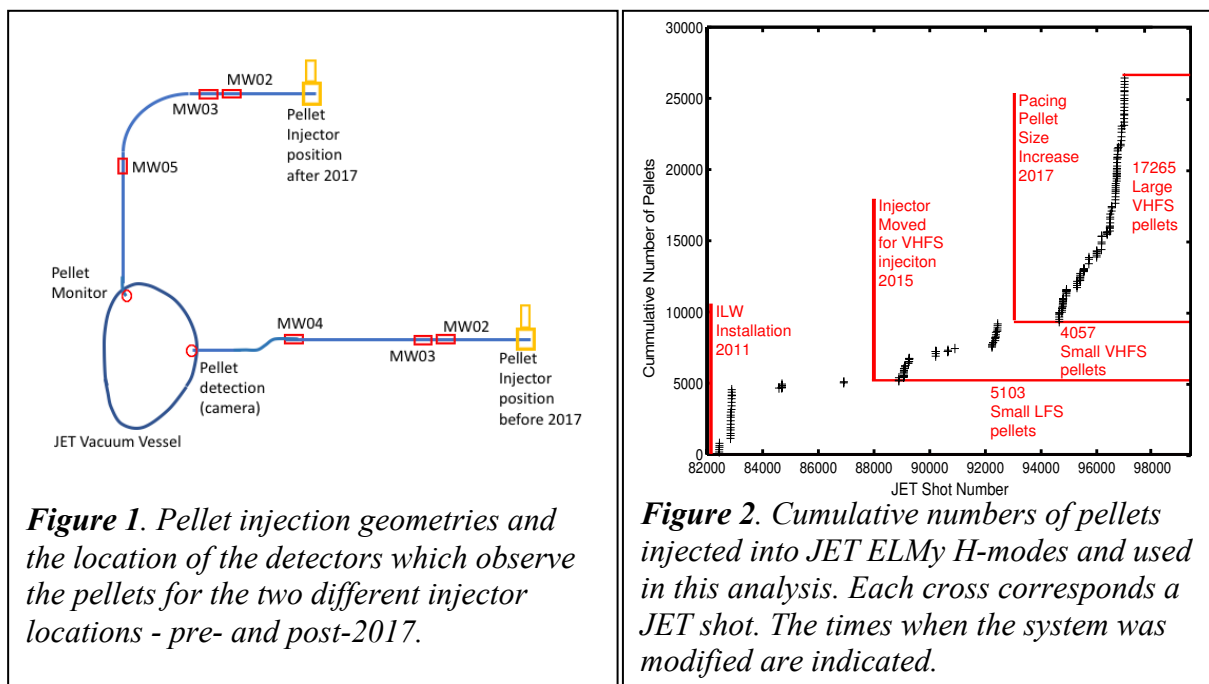 MW02
MW03
Pellet
Injector
position
after 2017
MW05
Pellet
Monitor
MW04
MW02
MW03
Pellet
detection
(camera)
Pellet
Injector
position
before 2017
JET Vacuum Vessel
Figure 1. Pellet injection geometries and
the location of the detectors which observe
the pellets for the two different injector
locations - pre- and post-2017.
30000
25000
20000
15000
10000
5000
0
Cummulative Number of Pellets
Pacing
Pellet
Size
Increase
2017
17265
Large
VHFS
pellets
Injector
Moved
for VHFS
injeciton
2015
ILW
Installation
2011
4057
Small VHFS
pellets
5103
Small LFS
pellets
82000 84000 86000 88000 90000 92000 94000 96000 98000
JET Shot Number
Figure 2. Cumulative numbers of pellets
injected into JET ELMy H-modes and used
in this analysis. Each cross corresponds a
JET shot. The times when the system was
modified are indicated.